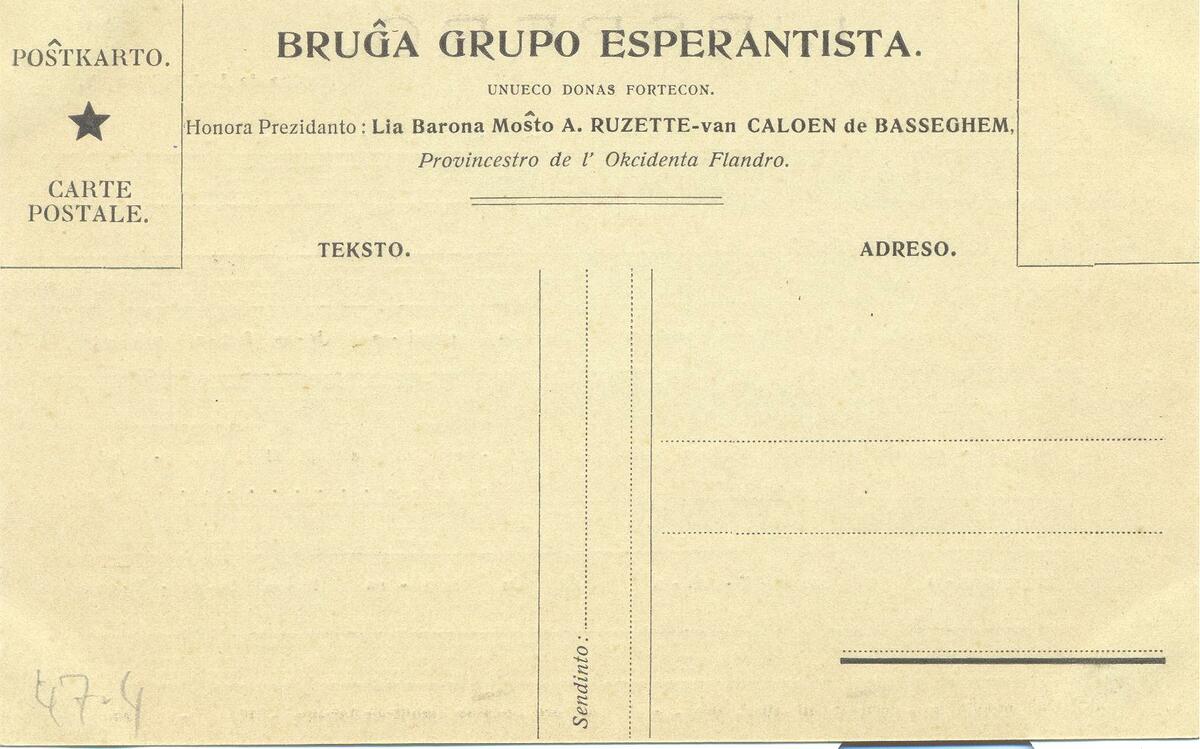 POŜTKARTO.
CARTE
POSTALE.
BRUĜA GRUPO ESPERANTISTA.
UNUECO DONAS FORTECON.
Honora Prezidanto : Lia Barona Moŝto A. RUZETTE-van CALOEN de BASSEGHEM,
Provincestro de l' Okcidenta Flandro.
TEKSTO.
ADRESO.
Sendinto :
47-4